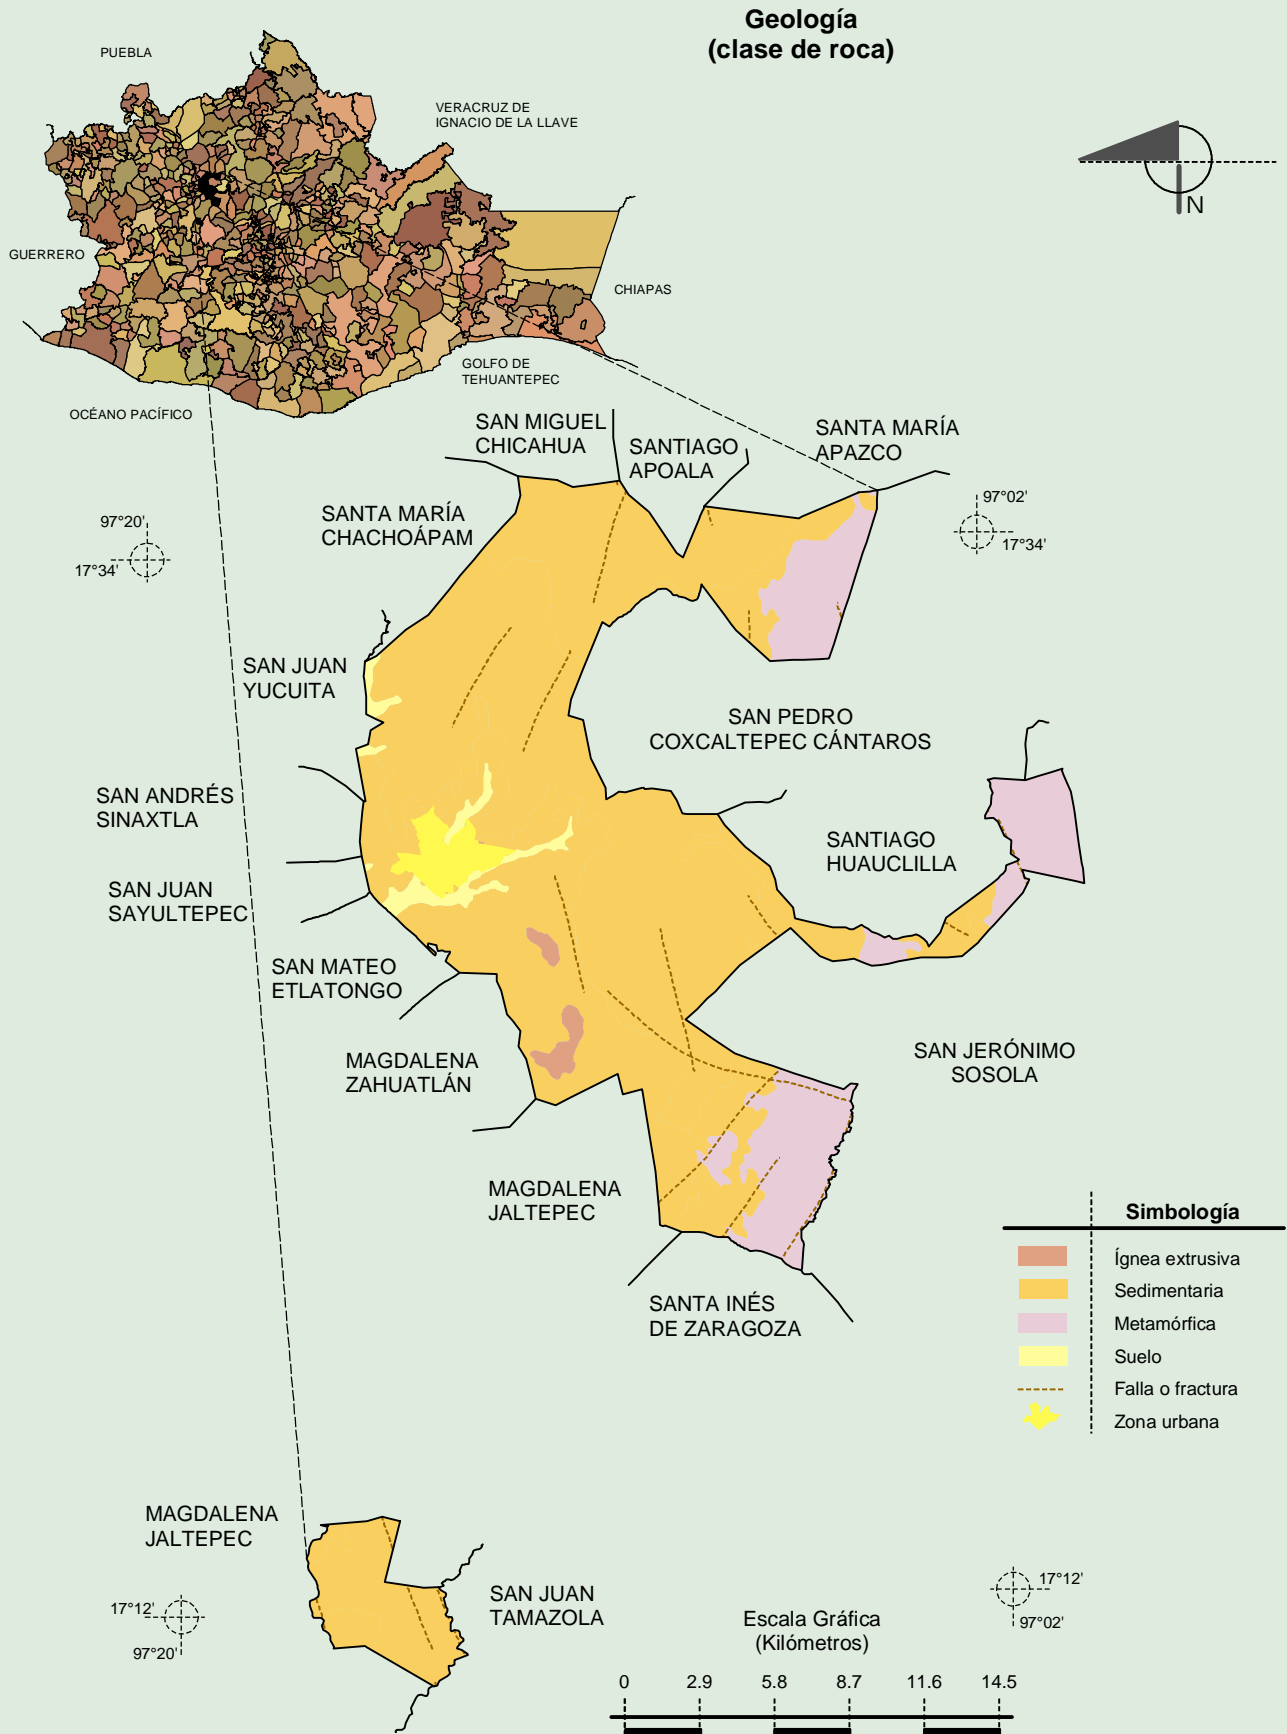 Geología
(clase de roca)
PUEBLA
VERACRUZ DE
IGNACIO DE LA LLAVE
N
GUERRERO
CHIAPAS
GOLFO DE
TEHUANTEPEC
OCÉANO PACÍFICO
SAN MIGUEL
CHICAHUA
SANTIAGO
APOALA
SANTA MARÍA
APAZCO
97°20'
17°34'
SANTA MARÍA
CHACHOÁPAM
97°02'
17°34'
SAN JUAN
YUCUITA
SAN PEDRO
COXCALTEPEC CÁNTAROS
SAN ANDRÉS
SINAXTLA
SANTIAGO
HUAUCLILLA
SAN JUAN
SAYULTEPEC
SAN MATEO
ETLATONGO
MAGDALENA
ZAHUATLÁN
SAN JERÓNIMO
SOSOLA
MAGDALENA
JALTEPEC
SANTA INÉS
DE ZARAGOZA
Simbología
Ígnea extrusiva
Sedimentaria
Metamórfica
Suelo
Falla o fractura
Zona urbana
MAGDALENA
JALTEPEC
SAN JUAN
TAMAZOLA
17°12'
97°20'
17°12'
97°02'
Escala Gráfica
(Kilómetros)
0 2.9 5.8 8.7 11.6 14.5